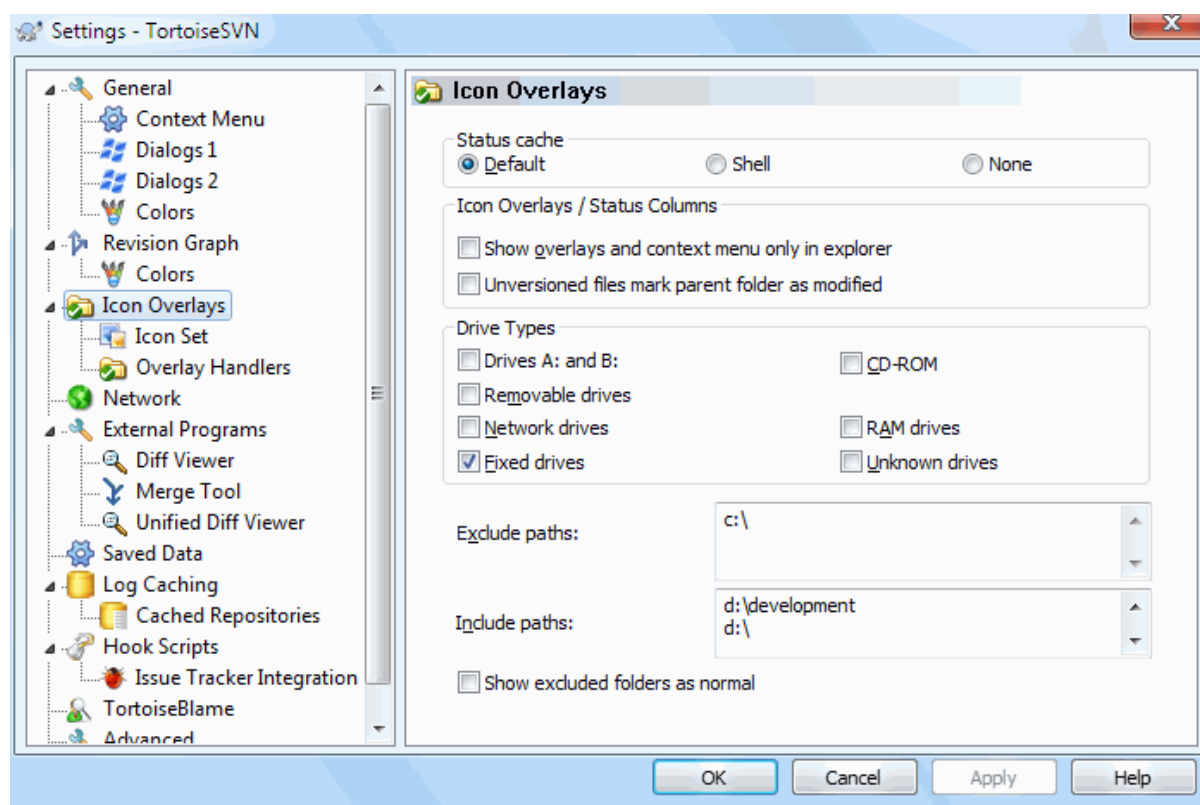 Settings - TortoiseSVN
General
Context Menu
Dialogs 1
Dialogs 2
Colors
Revision Graph
Colors
Icon Overlays
Icon Set
Overlay Handlers
Network
External Programs
Diff Viewer
Merge Tool
Unified Diff Viewer
Saved Data
Log Caching
Cached Repositories
Hook Scripts
Issue Tracker Integration
TortoiseBlame
Advanced
Icon Overlays
Status cache
Default
Shell
None
Icon Overlays / Status Columns
Show overlays and context menu only in explorer
Unversioned files mark parent folder as modified
Drive Types
Drives A: and B:
CD-ROM
Removable drives
Network drives
RAM drives
Fixed drives
Unknown drives
Exclude paths:
c:\
Include paths:
d:\development
d:\
Show excluded folders as normal
OK
Cancel
Apply
Help